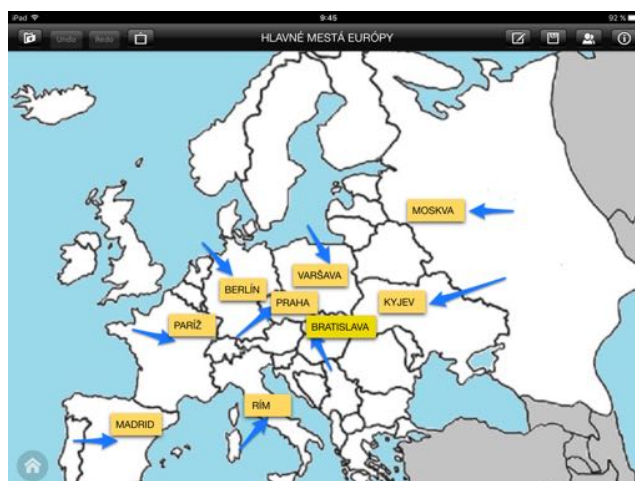 iPad 9:45 92 %
Undo Redo HLAVNÉ MESTÁ EURÓPY
MOSKVA
VARŠAVA
BERLÍN
PRAHA
KYJEV
PARÍŽ
BRATISLAVA
RÍM
MADRID